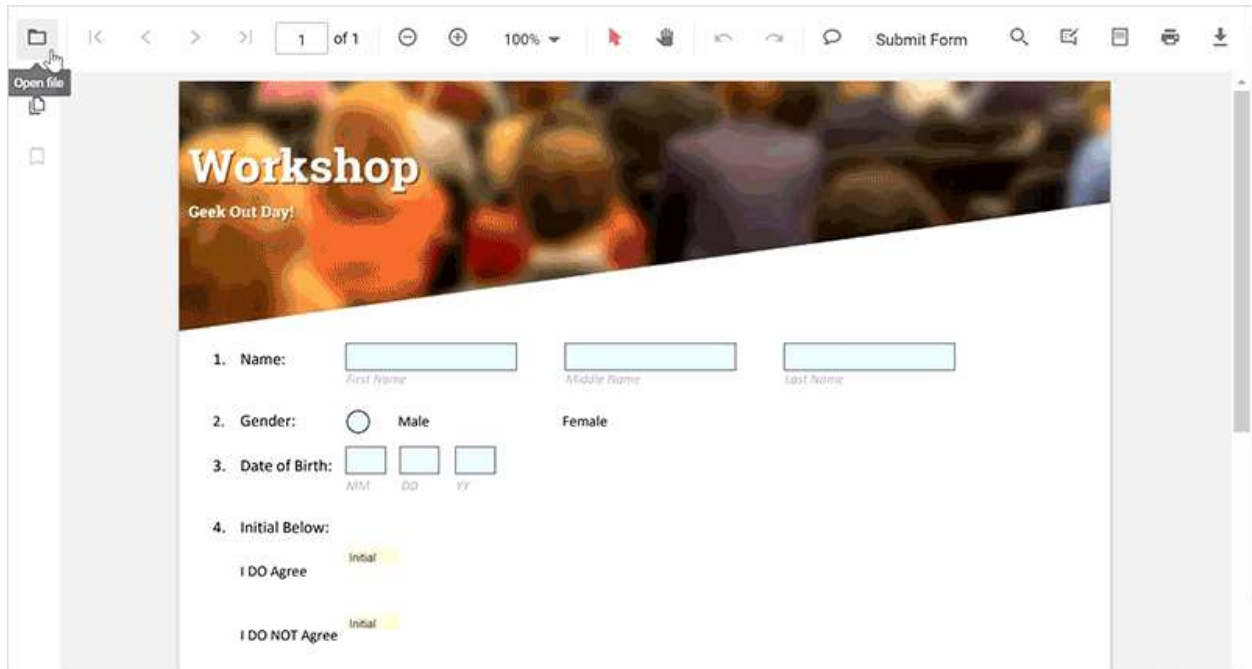 1 of 1 100% Submit Form
Open file
Workshop
Geek Out Day!
1. Name:
First Name Middle Name Last Name
2. Gender: Male Female
3. Date of Birth:
MM DD YY
4. Initial Below:
Initial
I DO Agree
Initial
I DO NOT Agree